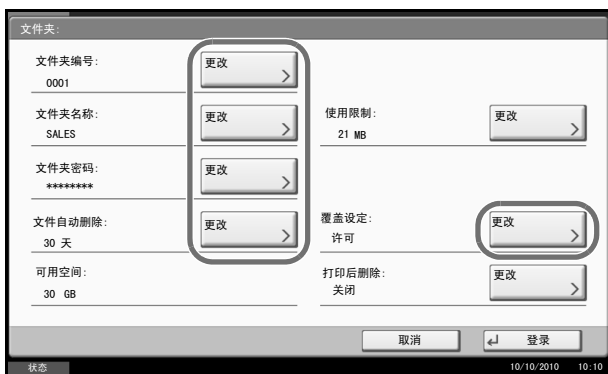 文件夹:
文件夹编号:
0001
更改
文件夹名称:
SALES
更改
使用限制:
21 MB
更改
文件夹密码:
********
更改
文件自动删除:
30 天
更改
覆盖设定:
许可
更改
可用空间:
30 GB
打印后删除:
关闭
更改
取消
登录
状态
10/10/2010 10:10